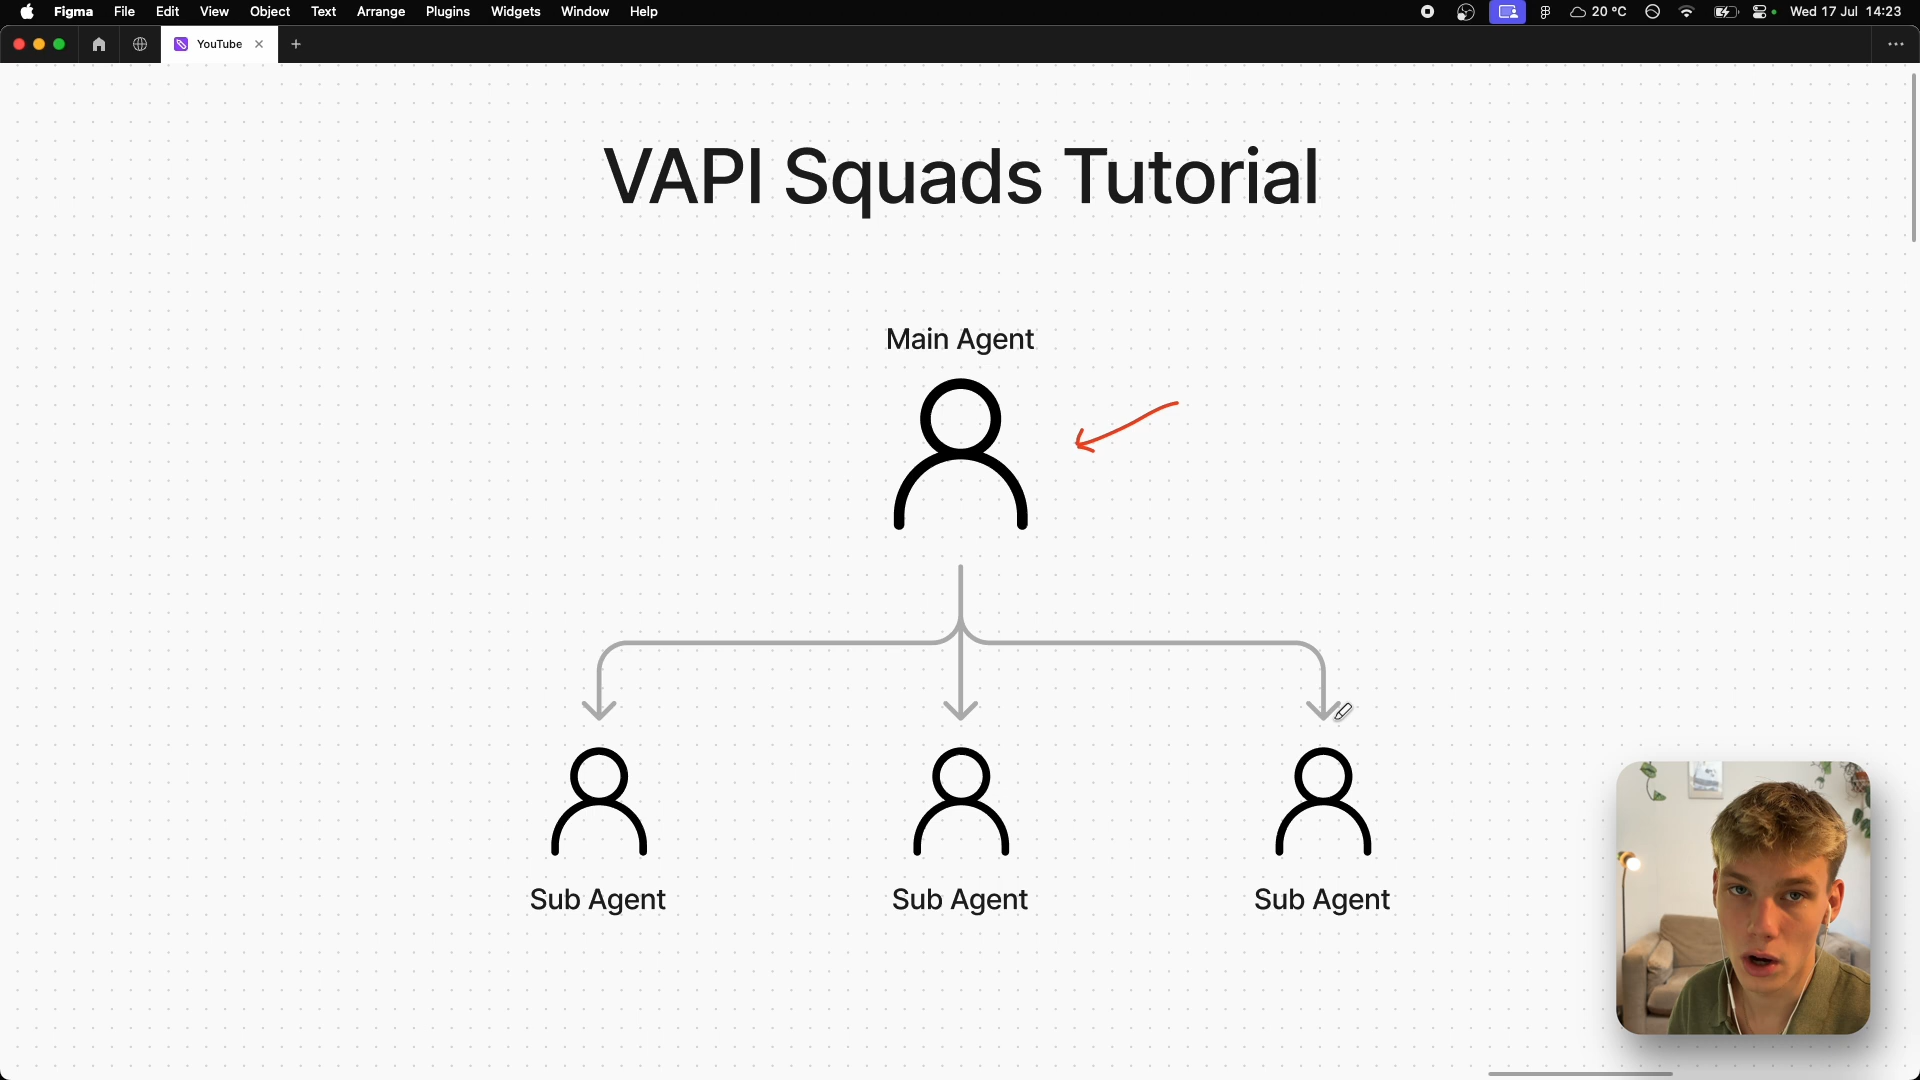 Figma File Edit View Object Text Arrange Plugins Widgets Window Help 20 °C Wed 17 Jul 14:23
YouTube
VAPI Squads Tutorial
Main Agent
Sub Agent Sub Agent Sub Agent